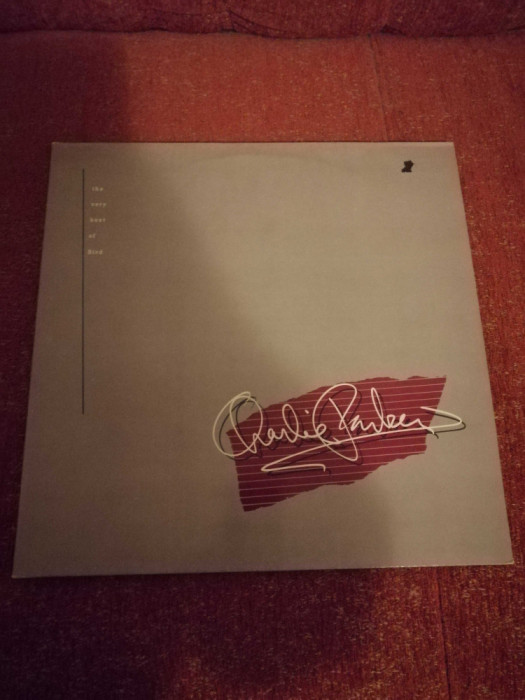 the
very
best
of
Bird
Charlie Parker